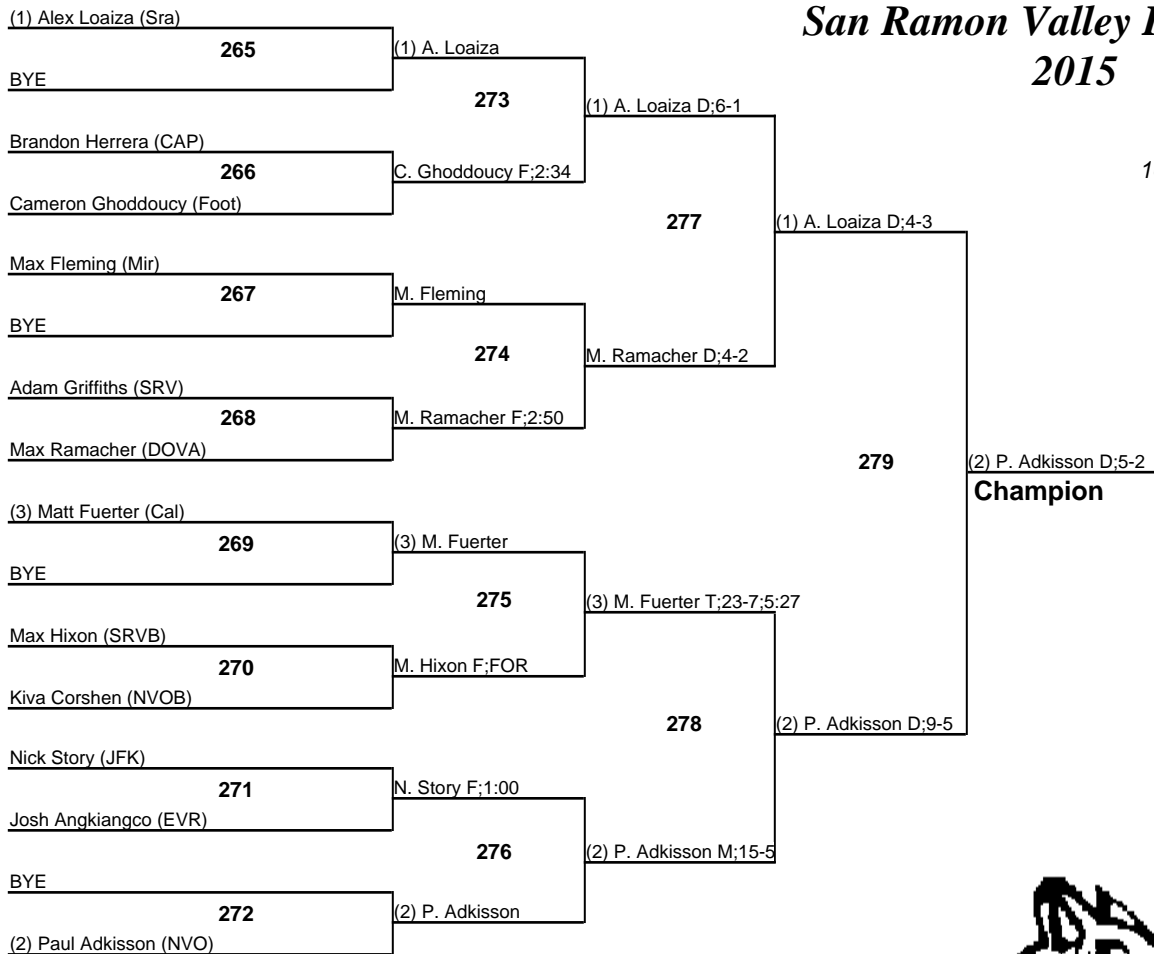 (1) Alex Loaiza (Sra)
San Ramon Valley
265
(1) A. Loaiza
2015
BYE
273
(1) A. Loaiza D;6-1
Brandon Herrera (CAP)
266
C. Ghoddoucy F;2:34
1
Cameron Ghoddoucy (Foot)
277
(1) A. Loaiza D;4-3
Max Fleming (Mir)
267
M. Fleming
BYE
274
M. Ramacher D;4-2
Adam Griffiths (SRV)
268
M. Ramacher F;2:50
Max Ramacher (DOVA)
279
(2) P. Adkisson D;5-2
Champion
(3) Matt Fuerter (Cal)
269
(3) M. Fuerter
BYE
275
(3) M. Fuerter T;23-7;5:27
Max Hixon (SRVB)
270
M. Hixon F;FOR
Kiva Corshen (NVOB)
278
(2) P. Adkisson D;9-5
Nick Story (JFK)
271
N. Story F;1:00
Josh Angkiangco (EVR)
276
(2) P. Adkisson M;15-5
BYE
272
(2) P. Adkisson
(2) Paul Adkisson (NVO)